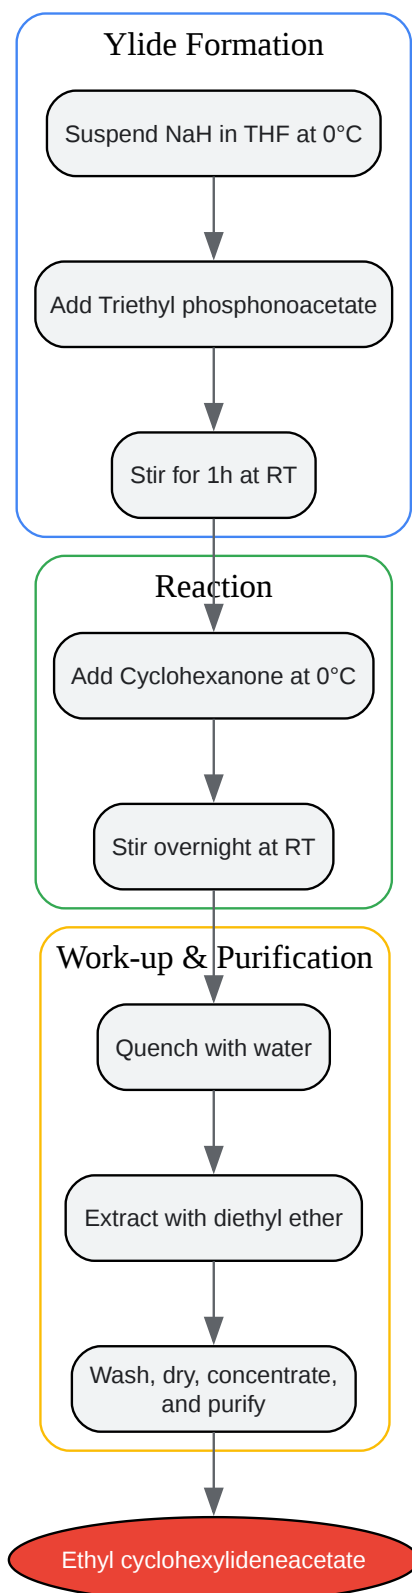 Ylide Formation
Suspend NaH in THF at 0°C
Add Triethyl phosphonoacetate
Stir for 1h at RT
Reaction
Add Cyclohexanone at 0°C
Stir overnight at RT
Work-up & Purification
Quench with water
Extract with diethyl ether
Wash, dry, concentrate,
and purify
Ethyl cyclohexylideneacetate